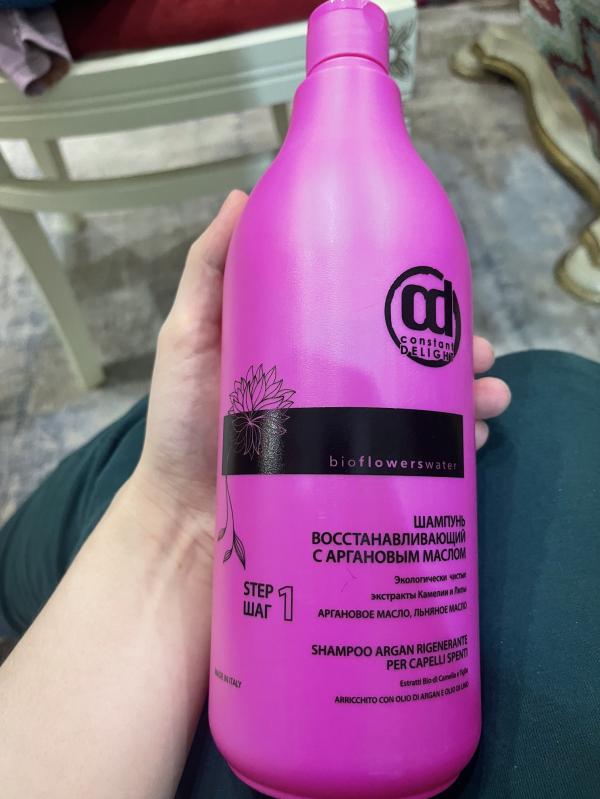 cd
constant
DELIGHT
bioflowerswater
ШАМПУНЬ
ВОССТАНАВЛИВАЮЩИЙ
С АРГАНОВЫМ МАСЛОМ
Экологически чистые
экстракты Камелии и Липы
АРГАНОВОЕ МАСЛО, ЛЬНЯНОЕ МАСЛО
STEP
ШАГ 1
SHAMPOO ARGAN RIGENERANTE
PER CAPELLI SPENTI
Estratti Bio di Camelia e Tiglio
ARRICCHITO CON OLIO DI ARGAN E OLIO DI LINO
MADE IN ITALY